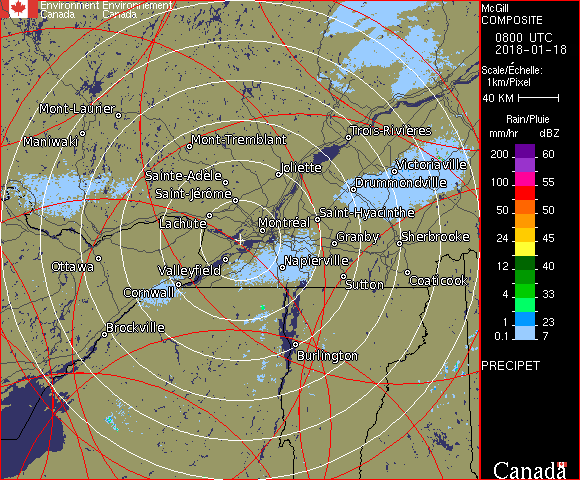 Environment Environnement
Canada Canada
McGill
COMPOSITE
0800 UTC
2018-01-18
Scale/Échelle:
1km/Pixel
40 KM
Rain/Pluie
mm/hr dBZ
200 60
100 55
50 50
24 45
12 40
4 33
1 23
0.1 7
PRECIPET
Canada
Mont-Laurier
Maniwaki
Mont-Tremblant
Trois-Rivières
Joliette
Victoriaville
Sainte-Adèle
Drummondville
Saint-Jérôme
Saint-Hyacinthe
Lachute
Montréal
Granby
Sherbrooke
Ottawa
Valleyfield
Napierville
Sutton
Coaticook
Cornwall
Brockville
Burlington